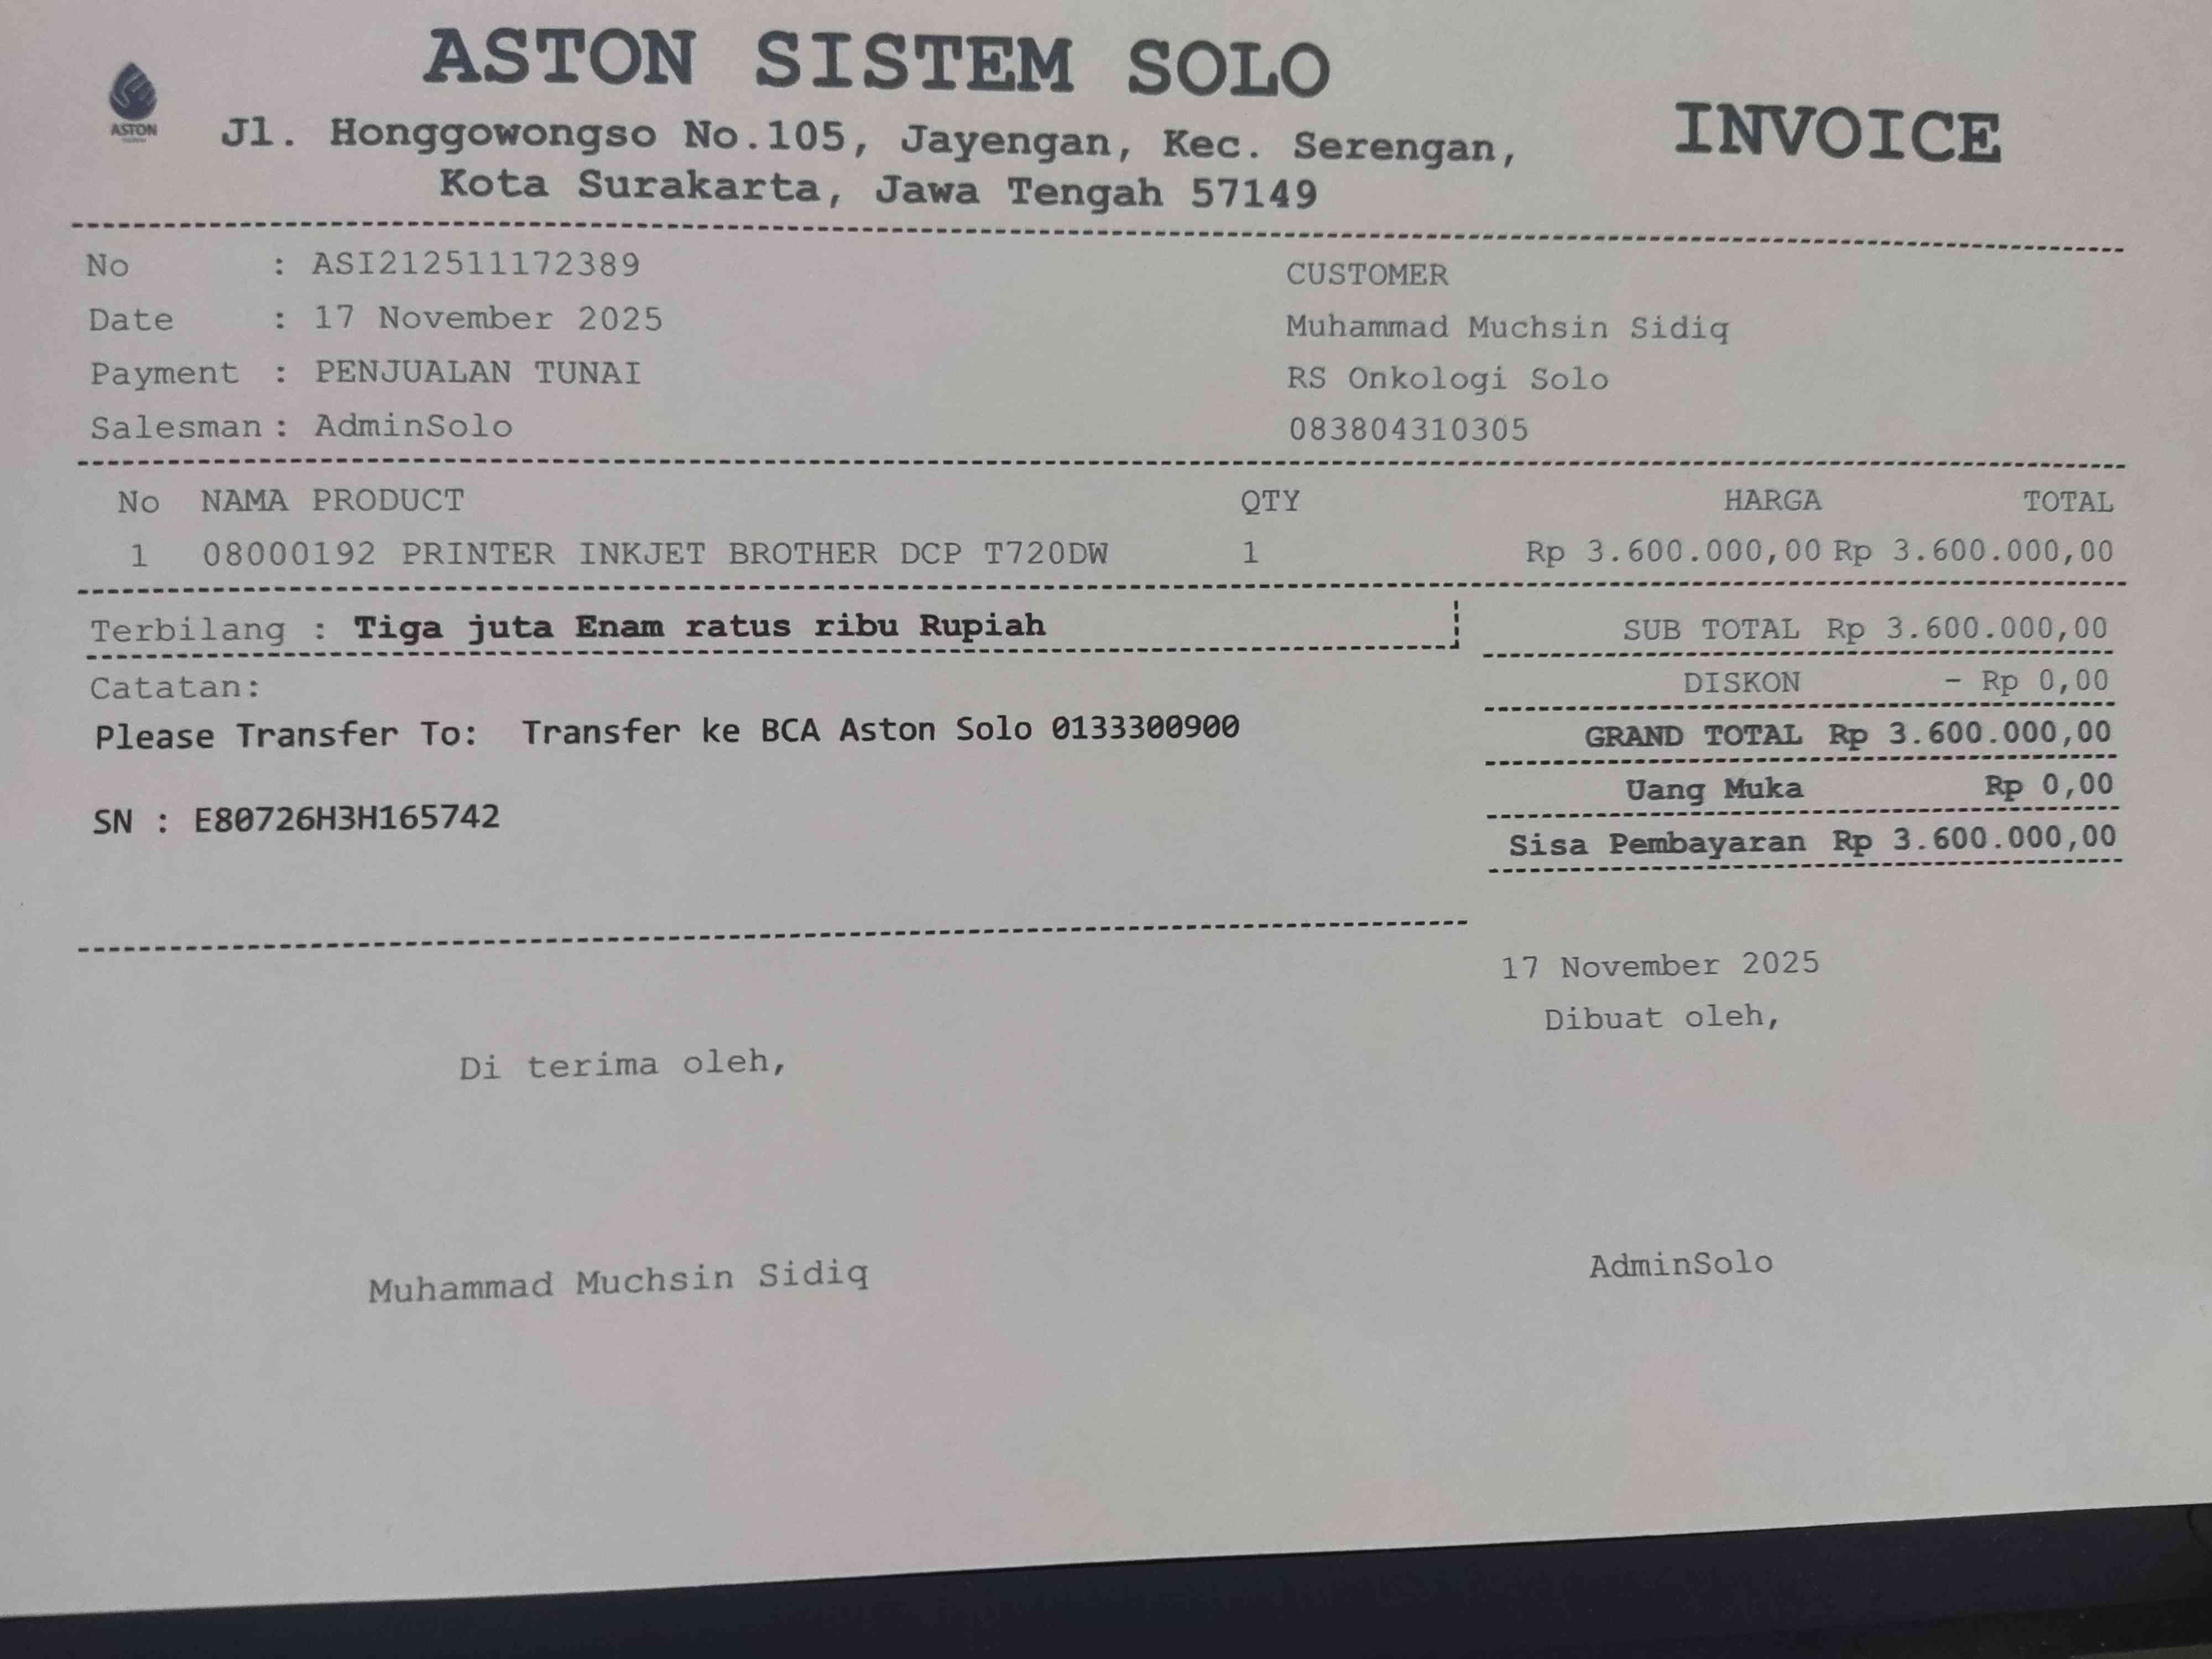 ASTON SISTEM SOLO
ASTON
Jl. Honggowongso No.105, Jayengan, Kec. Serengan,
Kota Surakarta, Jawa Tengah 57149
INVOICE
No : ASI212511172389
Date : 17 November 2025
Payment : PENJUALAN TUNAI
Salesman : AdminSolo
CUSTOMER
Muhammad Muchsin Sidiq
RS Onkologi Solo
083804310305
No NAMA PRODUCT QTY HARGA TOTAL
1 08000192 PRINTER INKJET BROTHER DCP T720DW 1 Rp 3.600.000,00 Rp 3.600.000,00
Terbilang : Tiga juta Enam ratus ribu Rupiah
Catatan:
Please Transfer To: Transfer ke BCA Aston Solo 0133300900
SN : E80726H3H165742
SUB TOTAL Rp 3.600.000,00
DISKON - Rp 0,00
GRAND TOTAL Rp 3.600.000,00
Uang Muka Rp 0,00
Sisa Pembayaran Rp 3.600.000,00
17 November 2025
Dibuat oleh,
Di terima oleh,
Muhammad Muchsin Sidiq
AdminSolo